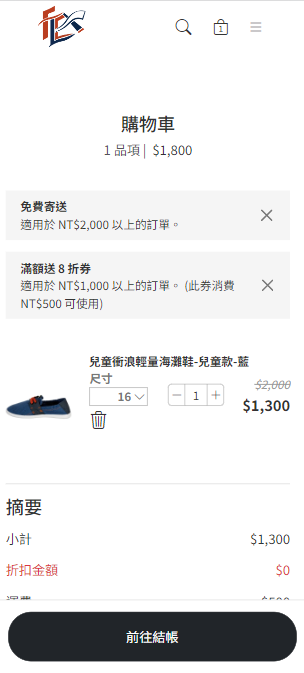 1
購物車
1 品項 | $1,800
免費寄送
適用於 NT$2,000 以上的訂單。
滿額送 8 折券
適用於 NT$1,000 以上的訂單。 (此券消費
NT$500 可使用)
兒童衝浪輕量海灘鞋-兒童款-藍
尺寸
16
1
$2,000
$1,300
摘要
小計 $1,300
折扣金額 $0
運費 $500
前往結帳